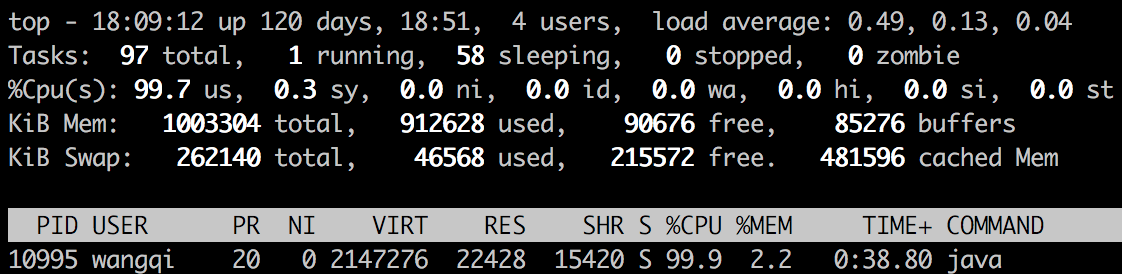 top - 18:09:12 up 120 days, 18:51,  4 users,  load average: 0.49, 0.13, 0.04
Tasks:  97 total,   1 running,  58 sleeping,   0 stopped,   0 zombie
%Cpu(s): 99.7 us,  0.3 sy,  0.0 ni,  0.0 id,  0.0 wa,  0.0 hi,  0.0 si,  0.0 st
KiB Mem:   1003304 total,   912628 used,    90676 free,    85276 buffers
KiB Swap:   262140 total,    46568 used,   215572 free.   481596 cached Mem
  PID USER      PR  NI    VIRT    RES    SHR S %CPU %MEM     TIME+ COMMAND
10995 wangqi    20   0 2147276  22428  15420 S 99.9  2.2   0:38.80 java